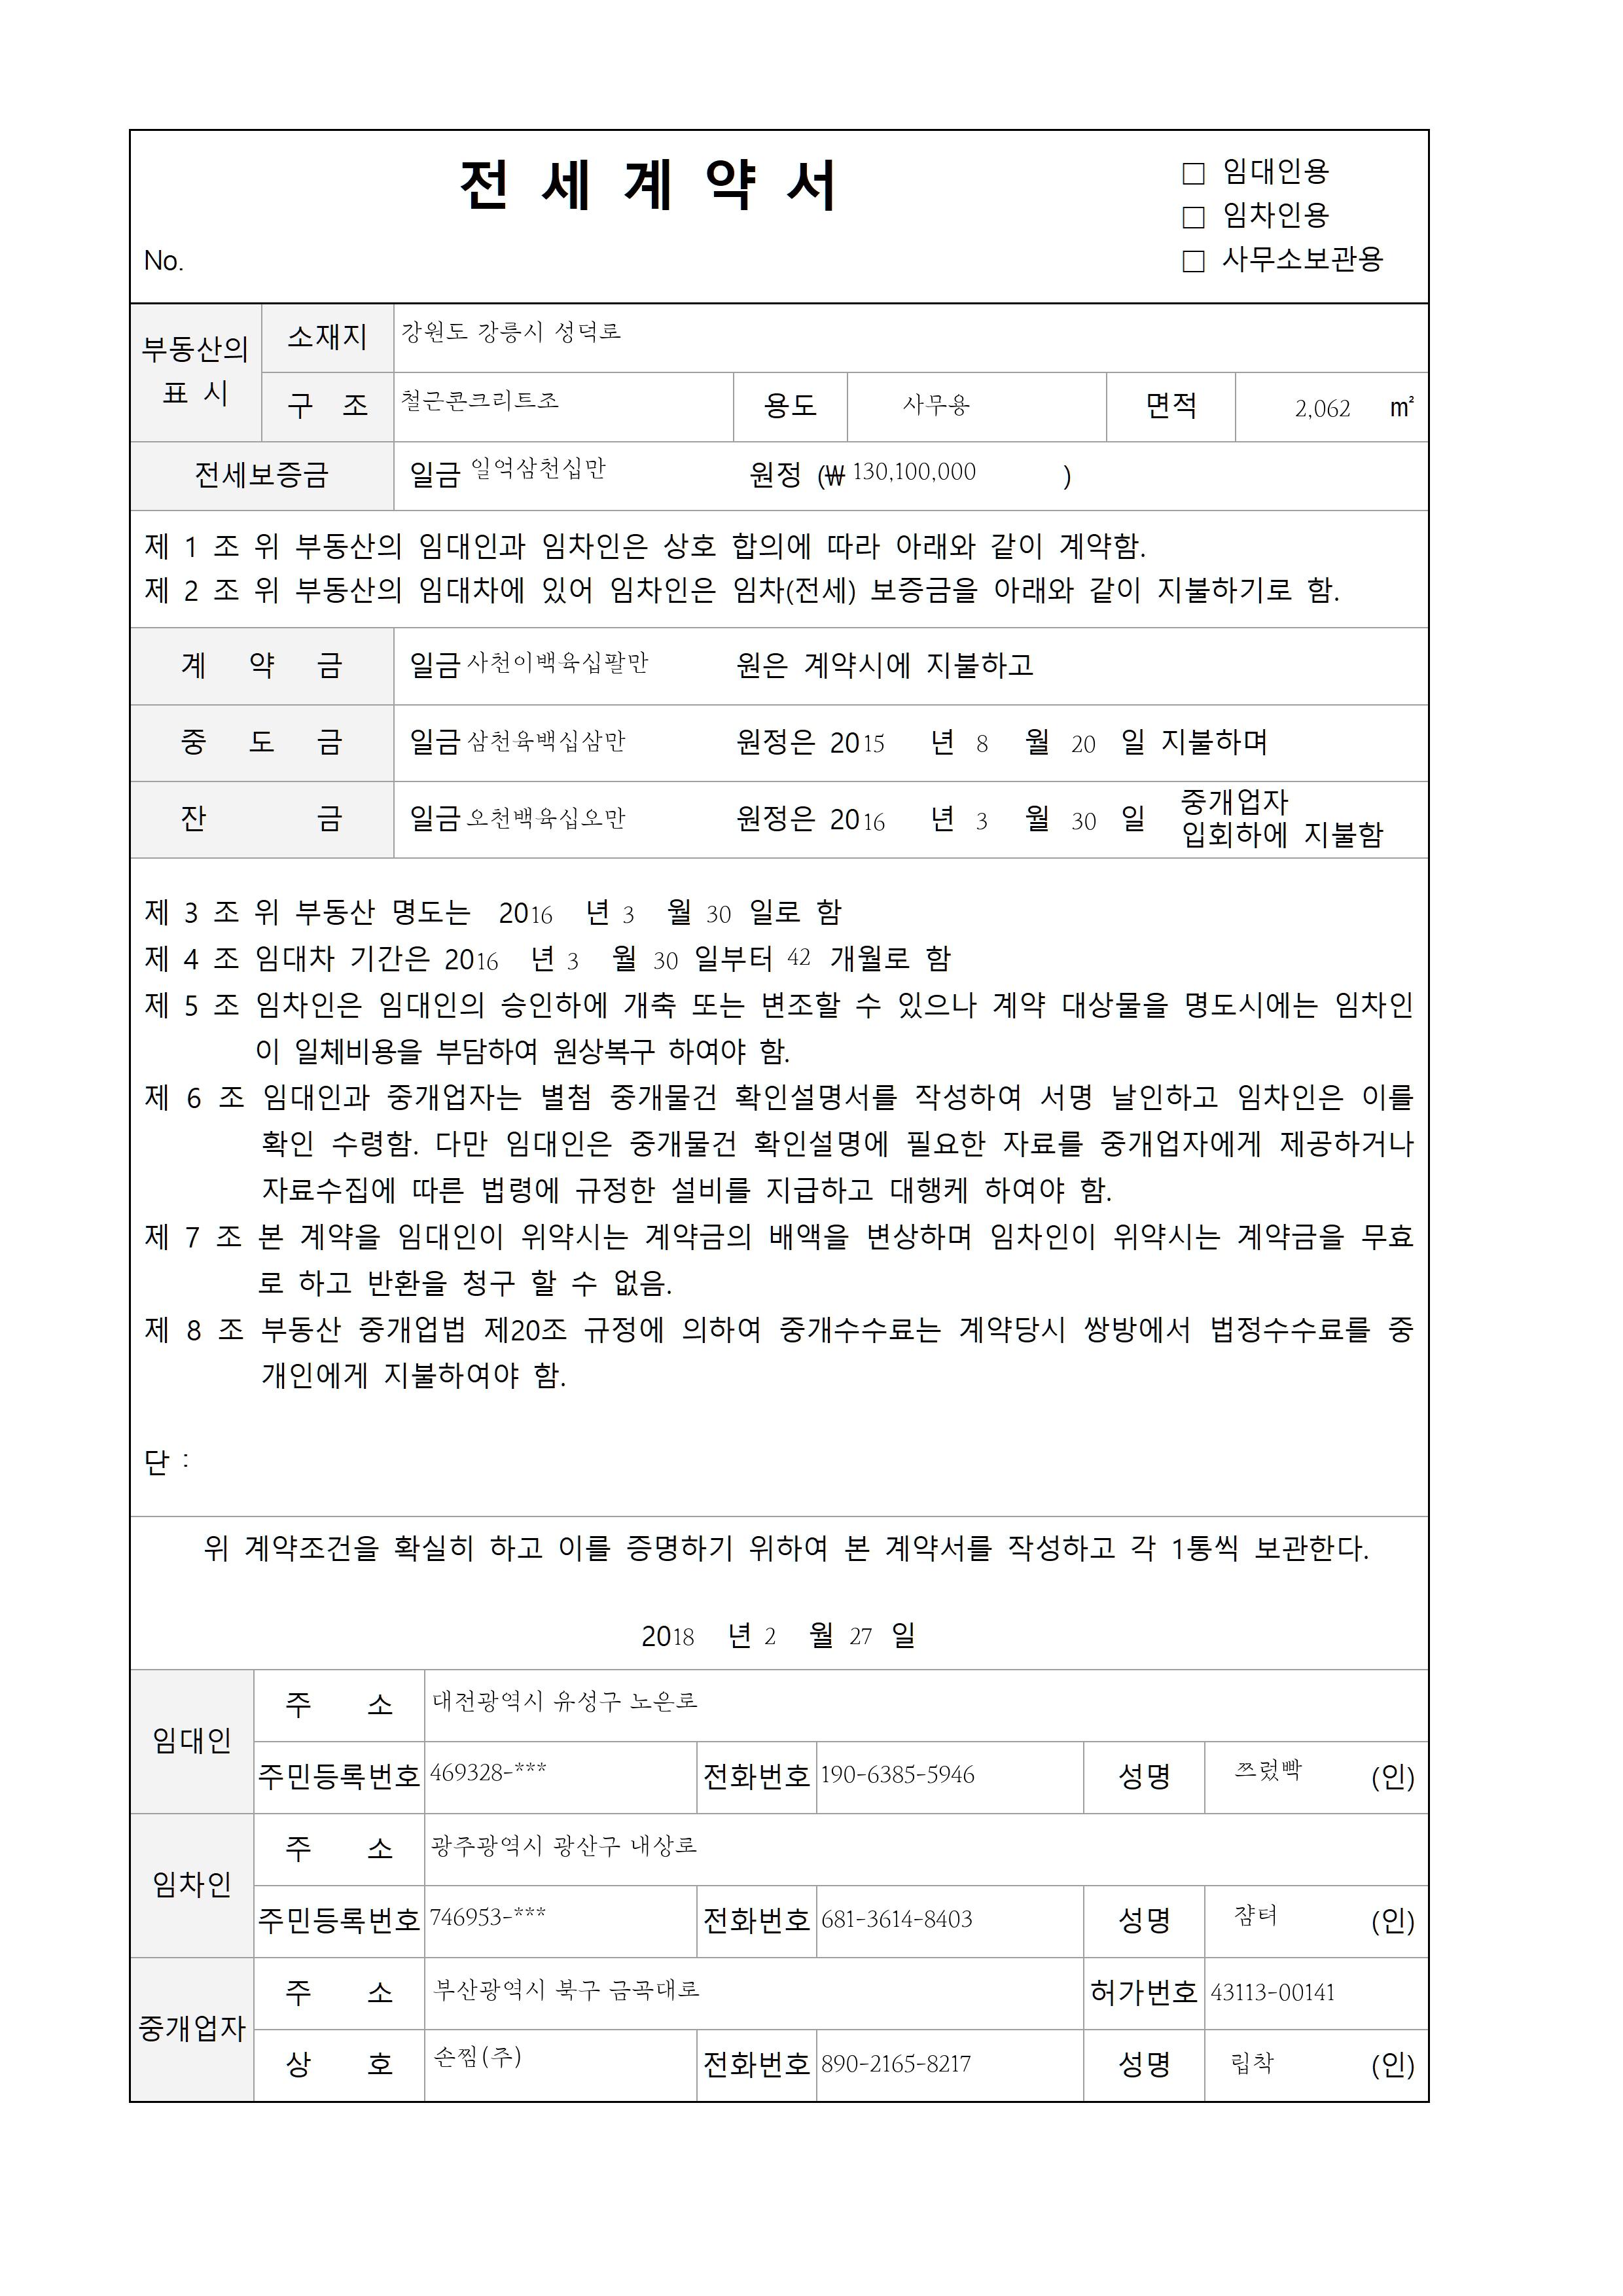 전 세 계 약 서
□ 임대인용
□ 임차인용
□ 사무소보관용
No.
부동산의 표 시
소재지 강원도 강릉시 성덕로
구 조 철근콘크리트조 용도 사무용 면적 2,062 ㎡
전세보증금 일금 일억삼천십만 원정 (₩ 130,100,000 )
제 1 조 위 부동산의 임대인과 임차인은 상호 합의에 따라 아래와 같이 계약함.
제 2 조 위 부동산의 임대차에 있어 임차인은 임차(전세) 보증금을 아래와 같이 지불하기로 함.
계 약 금 일금 사천이백육십팔만 원은 계약시에 지불하고
중 도 금 일금 삼천육백십삼만 원정은 2015 년 8 월 20 일 지불하며
잔 금 일금 오천백육십오만 원정은 2016 년 3 월 30 일 중개업자
입회하에 지불함
제 3 조 위 부동산 명도는 2016 년 3 월 30 일로 함
제 4 조 임대차 기간은 2016 년 3 월 30 일부터 42 개월로 함
제 5 조 임차인은 임대인의 승인하에 개축 또는 변조할 수 있으나 계약 대상물을 명도시에는 임차인
이 일체비용을 부담하여 원상복구 하여야 함.
제 6 조 임대인과 중개업자는 별첨 중개물건 확인설명서를 작성하여 서명 날인하고 임차인은 이를
확인 수령함. 다만 임대인은 중개물건 확인설명에 필요한 자료를 중개업자에게 제공하거나
자료수집에 따른 법령에 규정한 설비를 지급하고 대행케 하여야 함.
제 7 조 본 계약을 임대인이 위약시는 계약금의 배액을 변상하며 임차인이 위약시는 계약금을 무효
로 하고 반환을 청구 할 수 없음.
제 8 조 부동산 중개업법 제20조 규정에 의하여 중개수수료는 계약당시 쌍방에서 법정수수료를 중
개인에게 지불하여야 함.
단 :
위 계약조건을 확실히 하고 이를 증명하기 위하여 본 계약서를 작성하고 각 1통씩 보관한다.
2018 년 2 월 27 일
임대인
주 소 대전광역시 유성구 노은로
주민등록번호 469328-*** 전화번호 190-6385-5946 성명 쯔렀빡 (인)
임차인
주 소 광주광역시 광산구 내상로
주민등록번호 746953-*** 전화번호 681-3614-8403 성명 쟘텨 (인)
중개업자
주 소 부산광역시 북구 금곡대로 허가번호 43113-00141
상 호 손찜(주) 전화번호 890-2165-8217 성명 립착 (인)